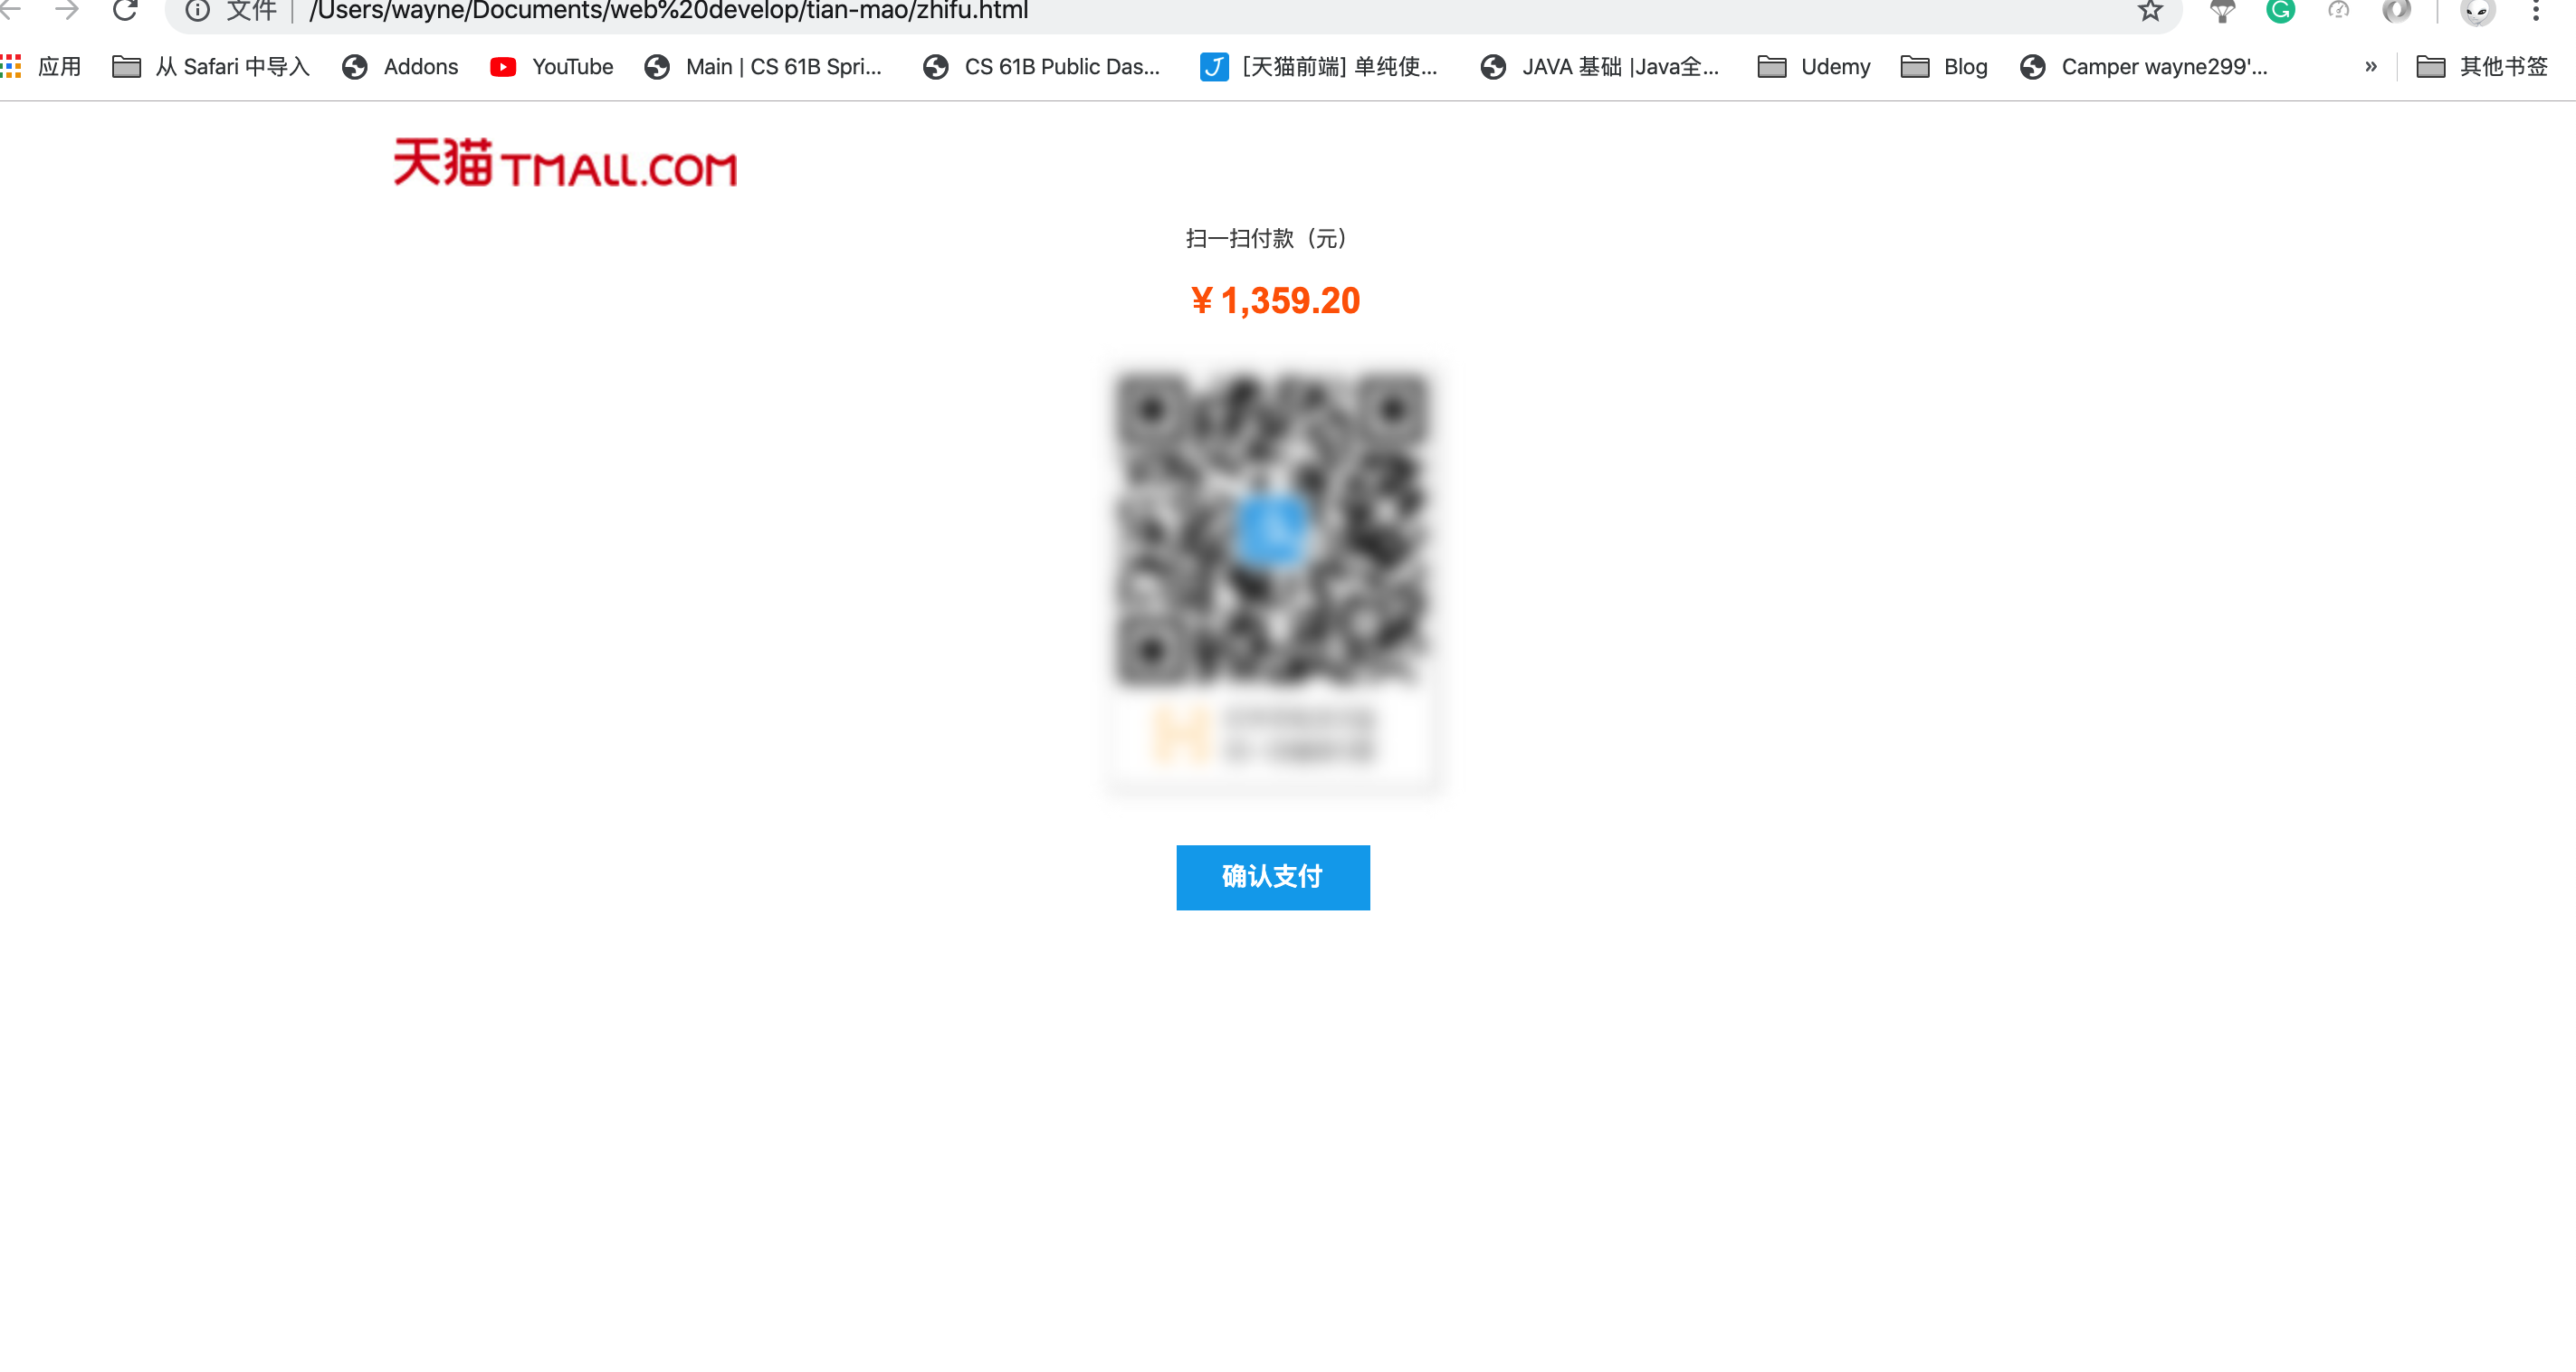 文件 /Users/wayne/Documents/web%20develop/tian-mao/zhifu.html
应用 从 Safari 中导入 Addons YouTube Main | CS 61B Spri... CS 61B Public Das... [天猫前端] 单纯使... JAVA 基础 |Java全... Udemy Blog Camper wayne299'... » 其他书签
天猫 TMALL.COM
扫一扫付款（元）
￥1,359.20
确认支付